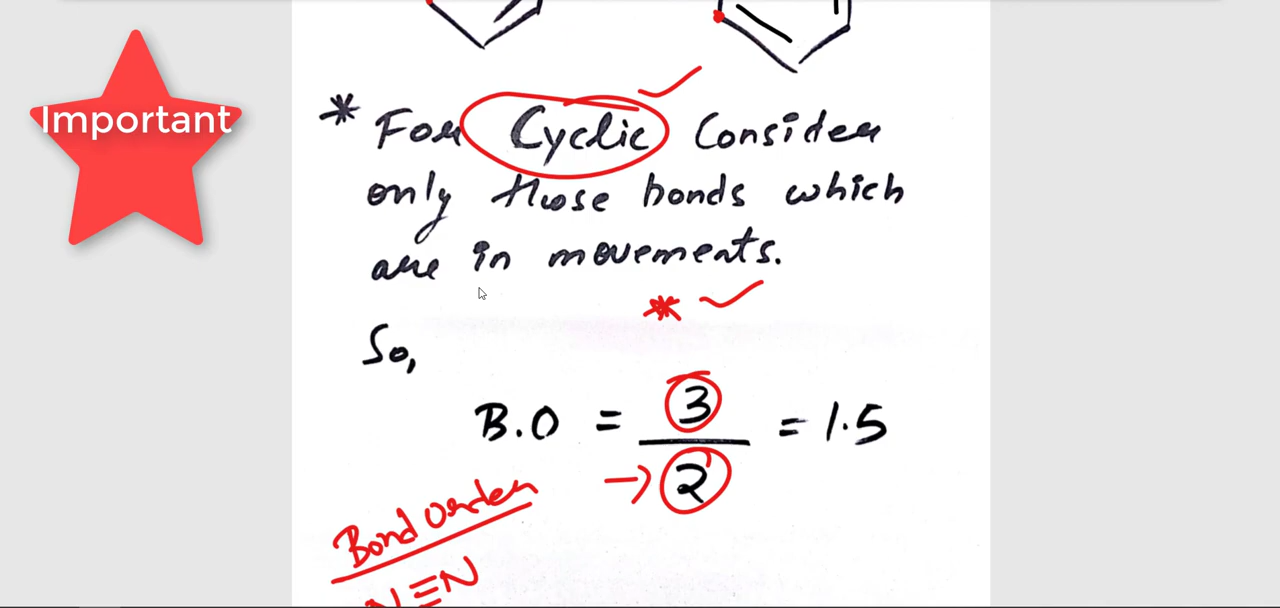 Important
* For Cyclic Consider
only those bonds which
are in movements.
*
So,
B.O = 3/2 = 1.5
Bond order
N≡N